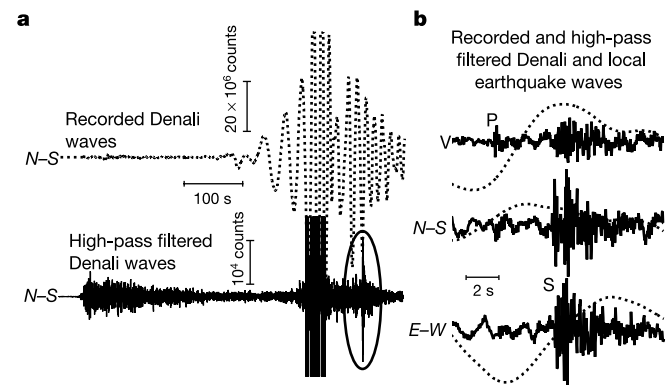 a
20 × 10⁶ counts
Recorded Denali
waves
N–S
100 s
High-pass filtered
Denali waves
10⁴ counts
N–S
b
Recorded and high-pass
filtered Denali and local
earthquake waves
P
V
N–S
2 s
S
E–W